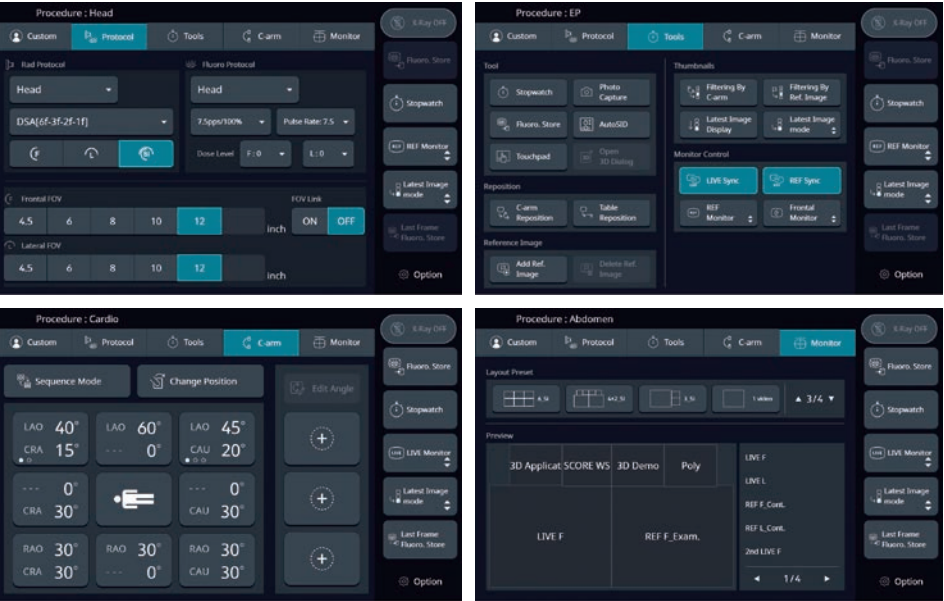 Procedure : Head
X-Ray OFF
Custom
Protocol
Tools
C-arm
Monitor
Rad Protocol
Fluoro Protocol
Fluoro. Store
Head
Head
DSA[6f-3f-2f-1f]
7.5pps/100%
Pulse Rate: 7.5
Stopwatch
Dose Level
F : 0
L : 0
REF Monitor
Frontal FOV
FOV Link
Latest Image
mode
4.5
6
8
10
12
inch
ON
OFF
Lateral FOV
Last Frame
Fluoro. Store
4.5
6
8
10
12
inch
Option
Procedure : EP
X-Ray OFF
Custom
Protocol
Tools
C-arm
Monitor
Tool
Thumbnails
Fluoro. Store
Stopwatch
Photo
Capture
Filtering By
C-arm
Filtering By
Ref. Image
Fluoro. Store
AutoSID
Latest Image
Display
Latest Image
mode
Stopwatch
Touchpad
Open
3D Dialog
Monitor Control
REF Monitor
LIVE Sync
REF Sync
Reposition
Latest Image
mode
C-arm
Reposition
Table
Reposition
REF
Monitor
Frontal
Monitor
Reference Image
Last Frame
Fluoro. Store
Add Ref.
Image
Delete Ref.
Image
Option
Procedure : Cardio
X-Ray OFF
Custom
Protocol
Tools
C-arm
Monitor
Fluoro. Store
Sequence Mode
Change Position
Edit Angle
Stopwatch
LAO 40°
CRA 15°
LAO 60°
--- 0°
LAO 45°
CAU 20°
LIVE Monitor
--- 0°
CRA 30°
--- 0°
CAU 30°
Latest Image
mode
RAO 30°
CRA 30°
RAO 30°
--- 0°
RAO 30°
CAU 30°
Last Frame
Fluoro. Store
Option
Procedure : Abdomen
X-Ray OFF
Custom
Protocol
Tools
C-arm
Monitor
Layout Preset
Fluoro. Store
1 video
3/4
Stopwatch
Preview
3D Applicat
SCORE WS
3D Demo
Poly
LIVE F
LIVE L
REF F_Cont.
REF L_Cont.
2nd LIVE F
LIVE Monitor
Latest Image
mode
LIVE F
REF F_Exam.
Last Frame
Fluoro. Store
1/4
Option